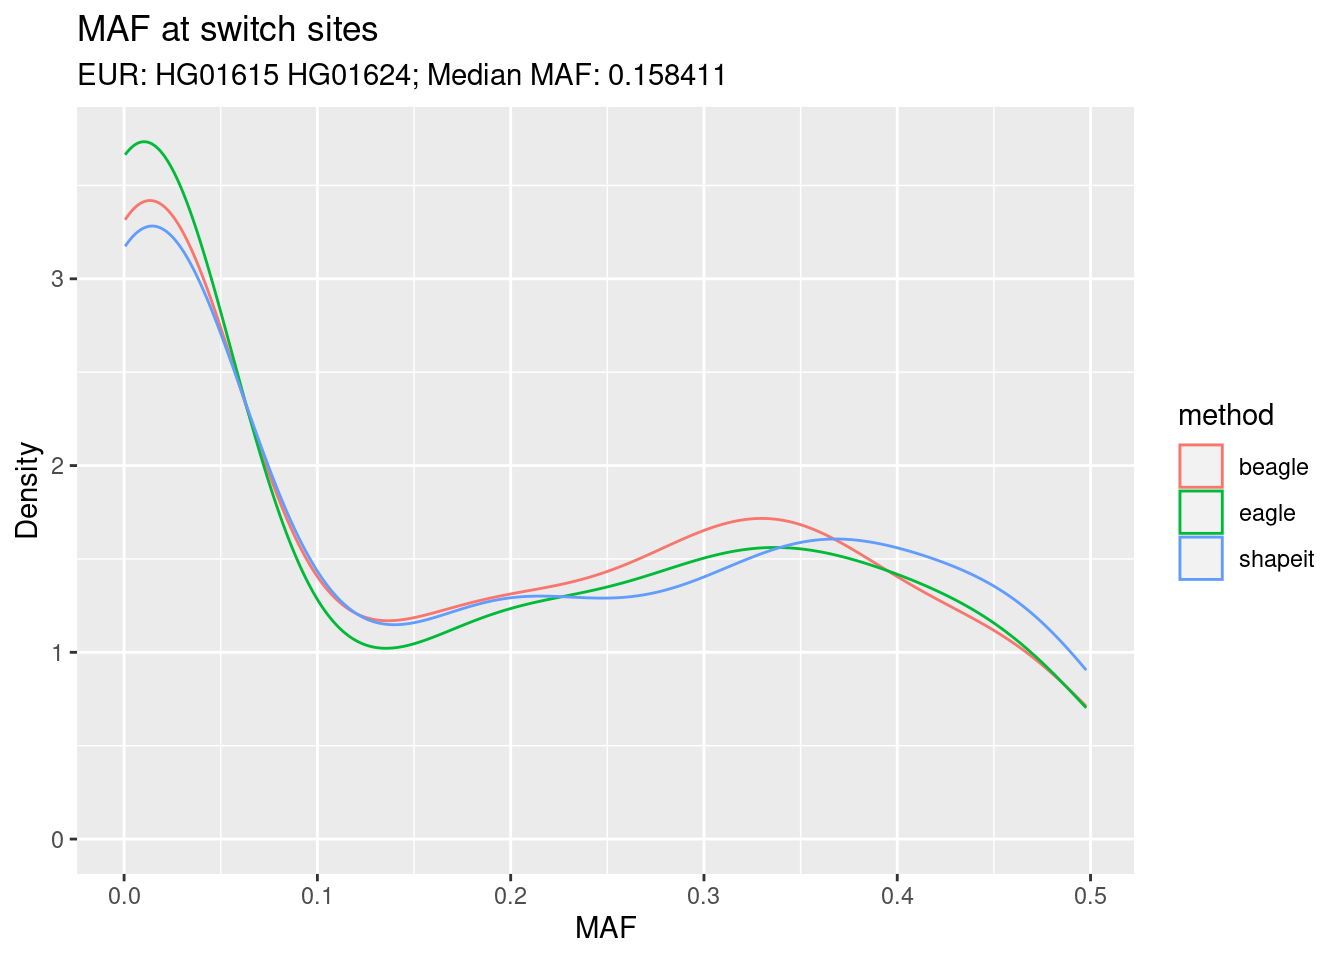 MAF at switch sites
EUR: HG01615 HG01624; Median MAF: 0.158411
Density
3
2
1
0
0.0 0.1 0.2 0.3 0.4 0.5
MAF
method
beagle
eagle
shapeit